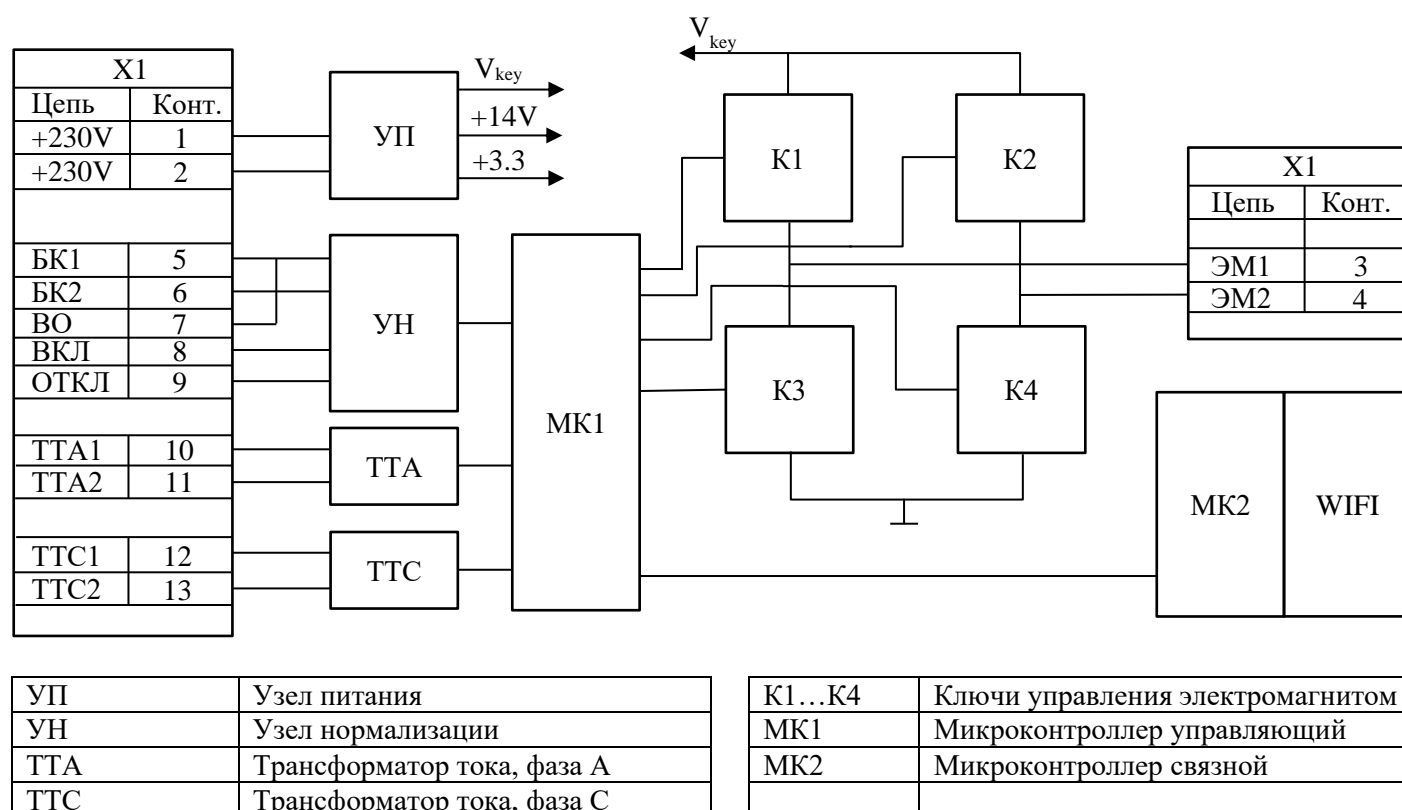 X1
Цепь Конт.
+230V 1
+230V 2
БК1 5
БК2 6
ВО 7
ВКЛ 8
ОТКЛ 9
ТТА1 10
ТТА2 11
ТТС1 12
ТТС2 13
УП
Vkey
+14V
+3.3
УН
ТТА
ТТС
МК1
Vkey
К1
К2
К3
К4
X1
Цепь Конт.
ЭМ1 3
ЭМ2 4
МК2
WIFI
УП Узел питания
УН Узел нормализации
ТТА Трансформатор тока, фаза А
ТТС Трансформатор тока, фаза С
К1…К4 Ключи управления электромагнитом
МК1 Микроконтроллер управляющий
МК2 Микроконтроллер связной